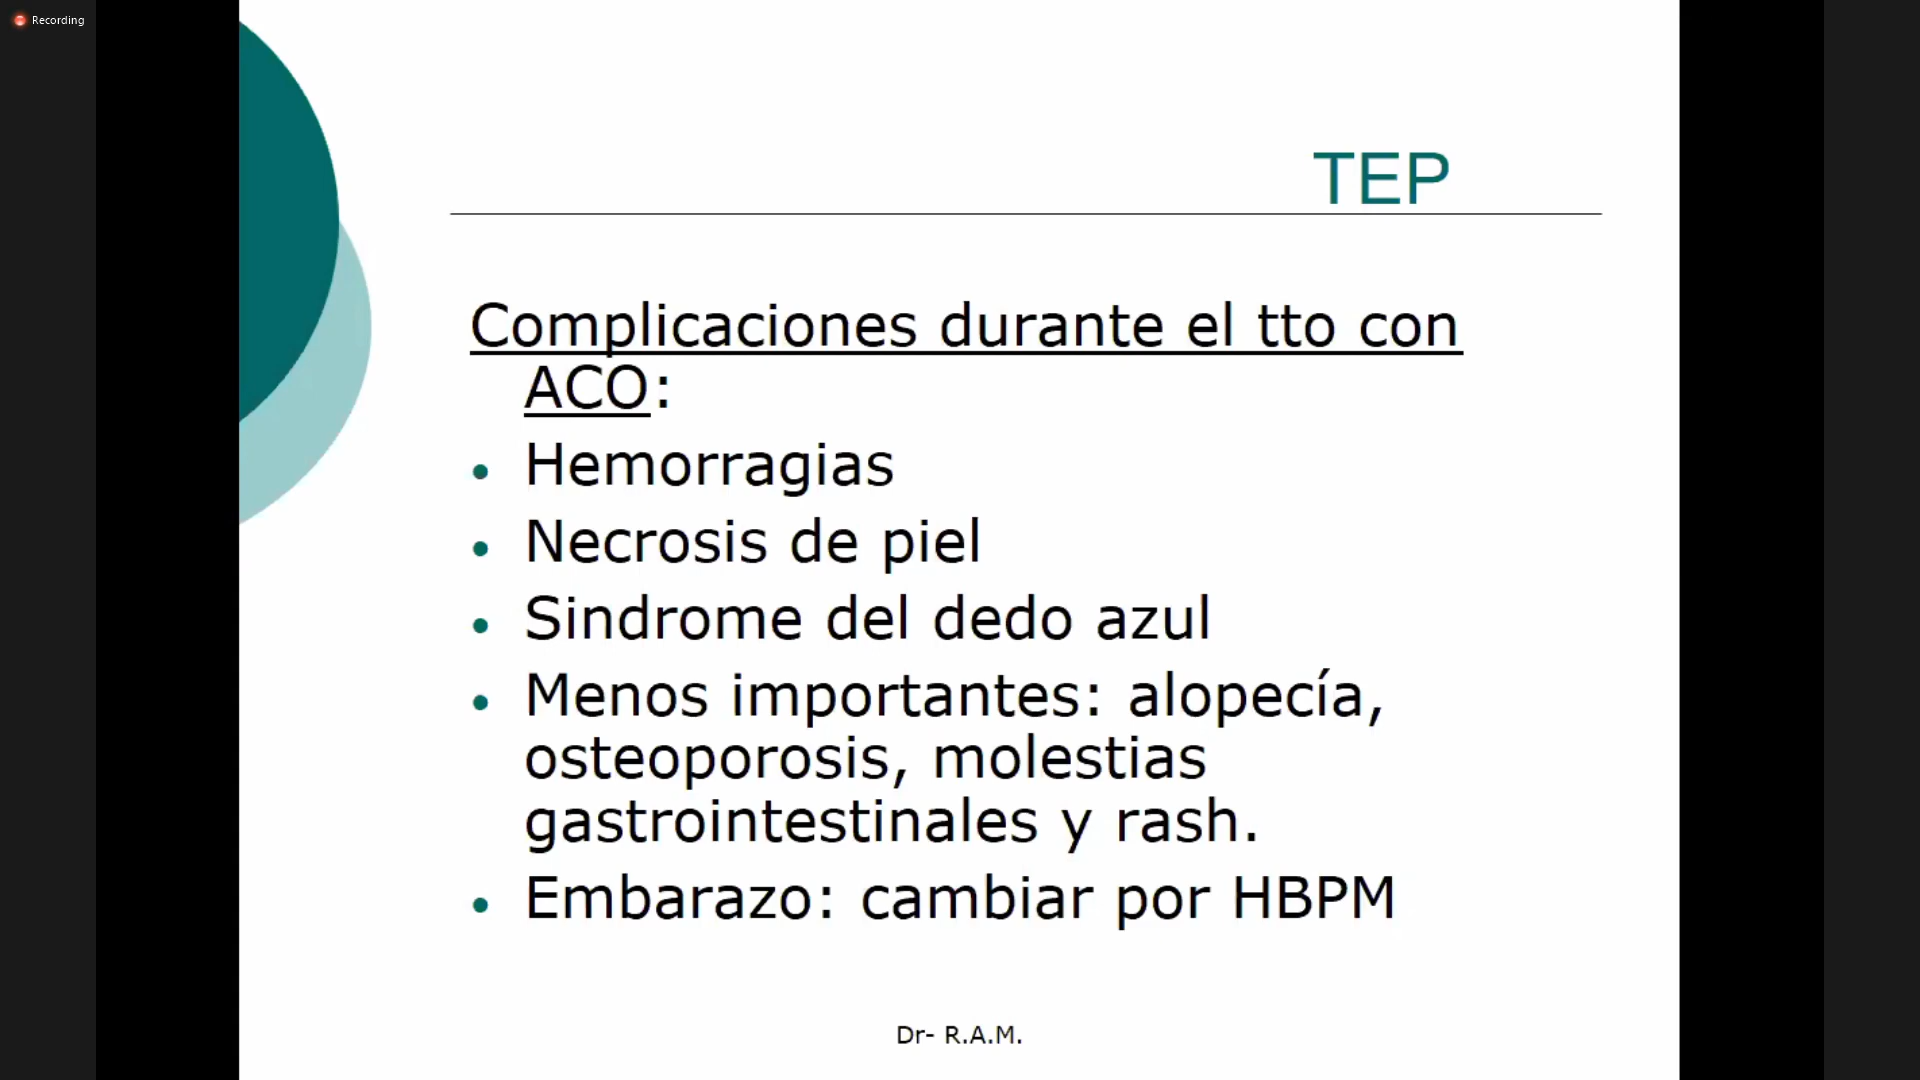 Recording
TEP
Complicaciones durante el tto con
ACO:
• Hemorragias
• Necrosis de piel
• Sindrome del dedo azul
• Menos importantes: alopecía,
osteoporosis, molestias
gastrointestinales y rash.
• Embarazo: cambiar por HBPM
Dr- R.A.M.